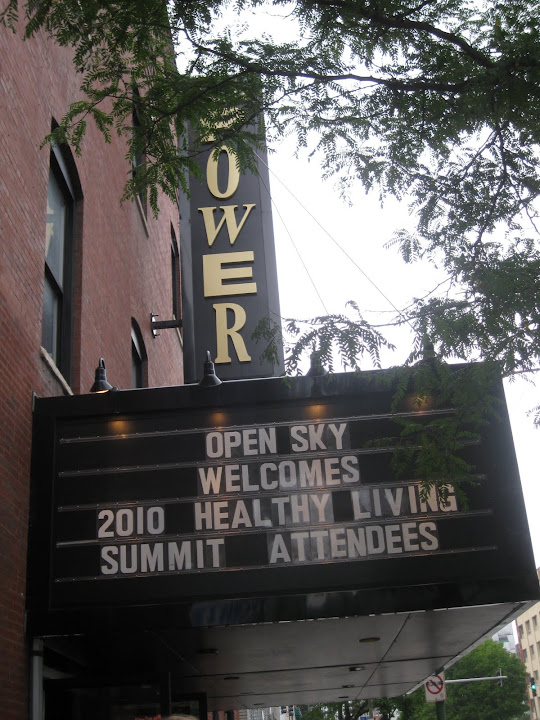 OWER
OPEN SKY
WELCOMES
2010 HEALTHY LIVING
SUMMIT ATTENDEES